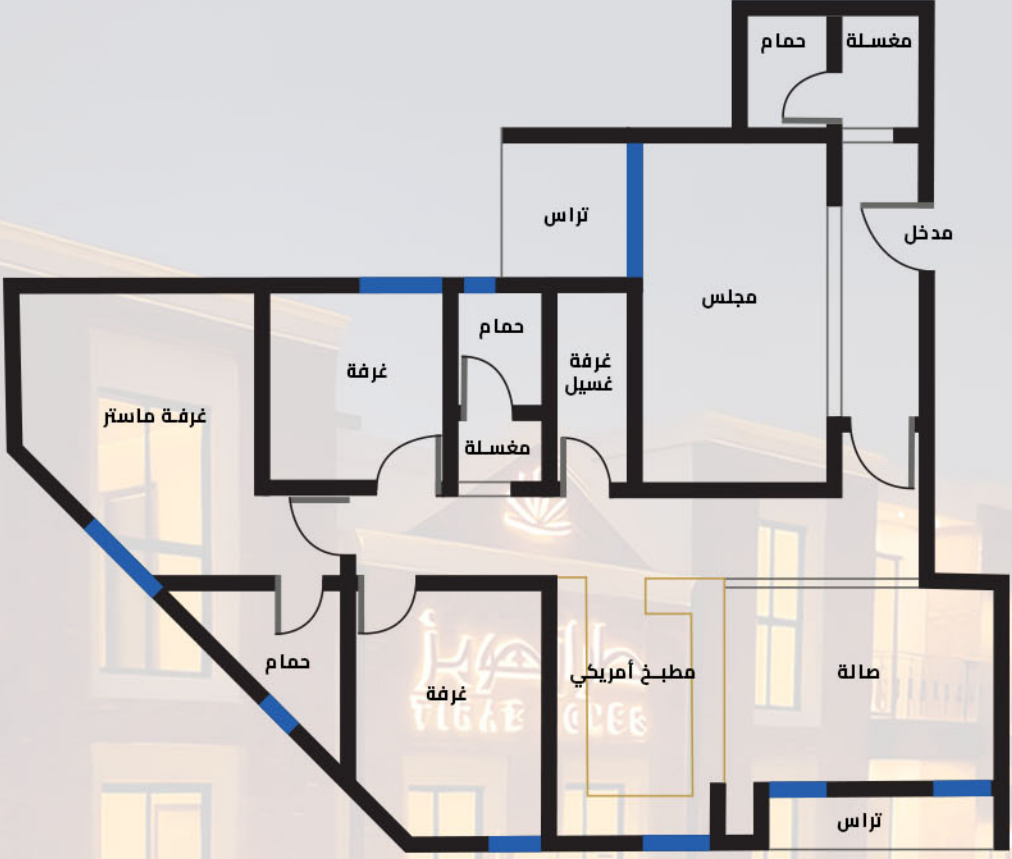 حمام
مغسلة
تراس
مدخل
مجلس
حمام
غرفة
غسيل
غرفة
غرفة ماستر
مغسلة
حمام
غرفة
مطبخ أمريكي
صالة
تراس